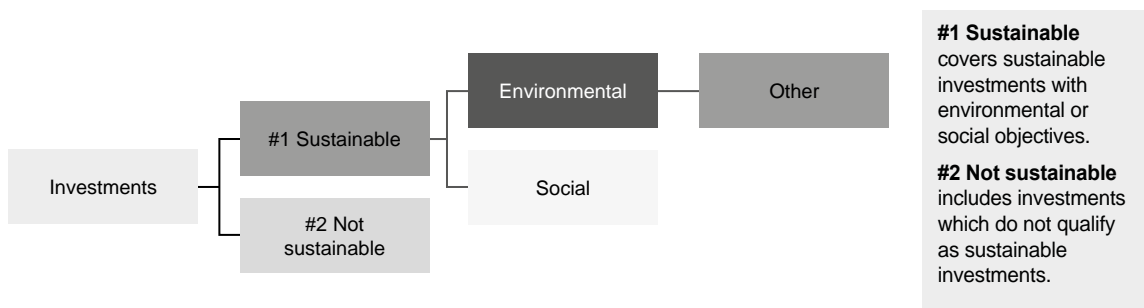 Investments
#1 Sustainable
#2 Not
sustainable
Environmental
Social
Other
#1 Sustainable
covers sustainable
investments with
environmental or
social objectives.
#2 Not sustainable
includes investments
which do not qualify
as sustainable
investments.